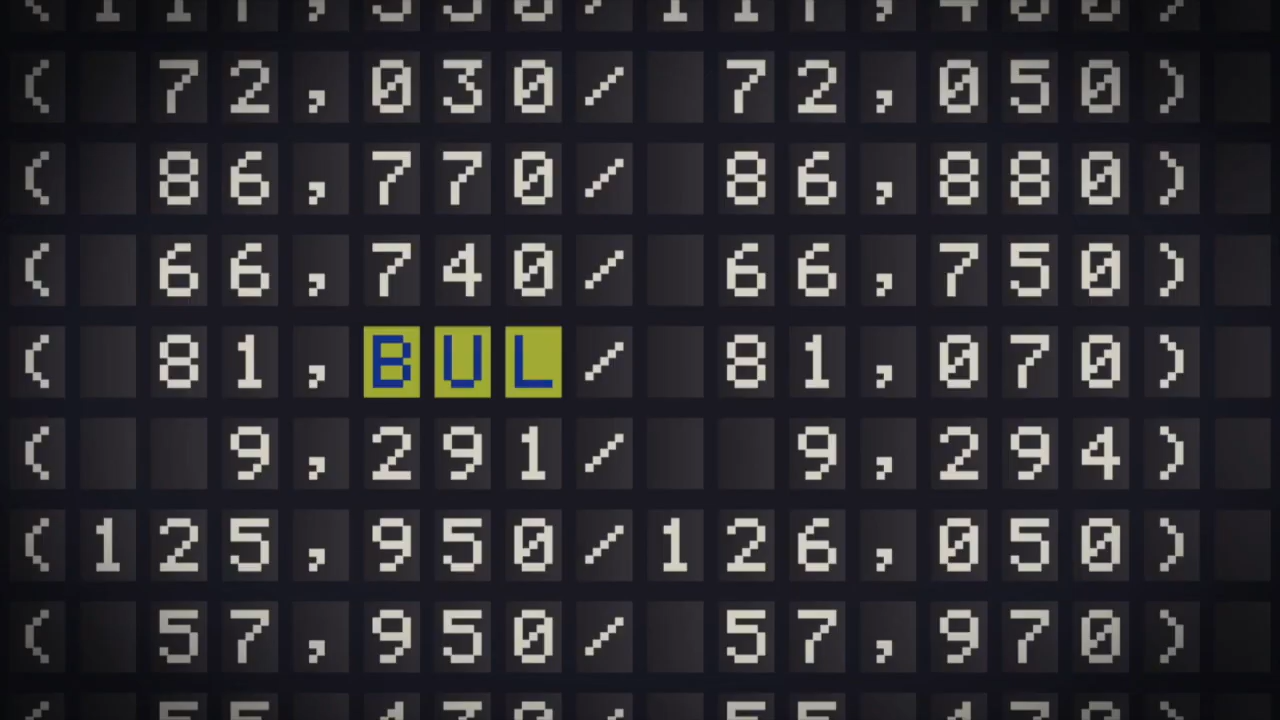 ( 72,030/ 72,050)
( 86,770/ 86,880)
( 66,740/ 66,750)
( 81,BUL/ 81,070)
( 9,291/ 9,294)
(125,950/126,050)
( 57,950/ 57,970)